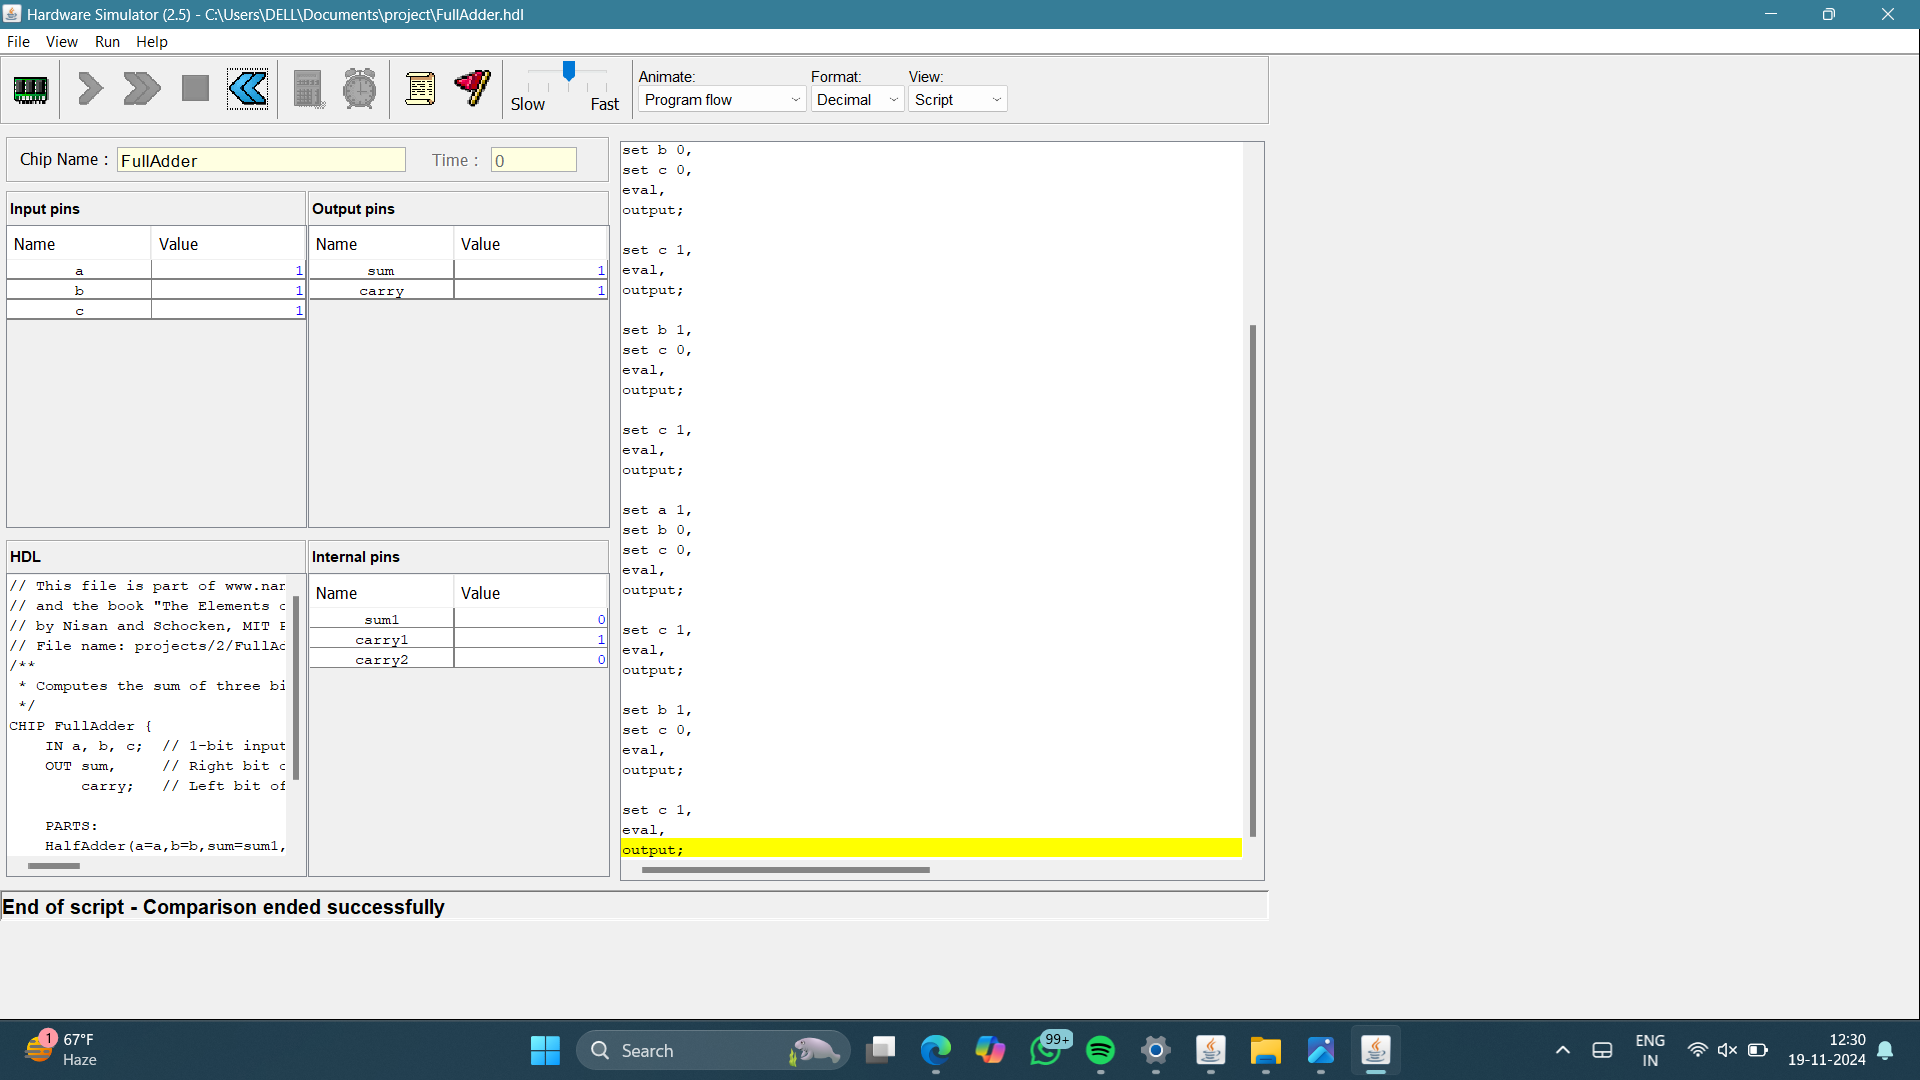 Hardware Simulator (2.5) - C:\Users\DELL\Documents\project\FullAdder.hdl
File View Run Help
Slow Fast
Animate: Format: View:
Program flow Decimal Script
Chip Name : FullAdder Time : 0
Input pins
Name Value
a 1
b 1
c 1
Output pins
Name Value
sum 1
carry 1
HDL
// This file is part of www.nan
// and the book "The Elements o
// by Nisan and Schocken, MIT P
// File name: projects/2/FullAd
/**
* Computes the sum of three bi
*/
CHIP FullAdder {
IN a, b, c; // 1-bit input
OUT sum, // Right bit o
carry; // Left bit of
PARTS:
HalfAdder(a=a,b=b,sum=sum1,
Internal pins
Name Value
sum1 0
carry1 1
carry2 0
set b 0,
set c 0,
eval,
output;
set c 1,
eval,
output;
set b 1,
set c 0,
eval,
output;
set c 1,
eval,
output;
set a 1,
set b 0,
set c 0,
eval,
output;
set c 1,
eval,
output;
set b 1,
set c 0,
eval,
output;
set c 1,
eval,
output;
End of script - Comparison ended successfully
1
67°F
Haze
Search
99+
ENG
IN
12:30
19-11-2024